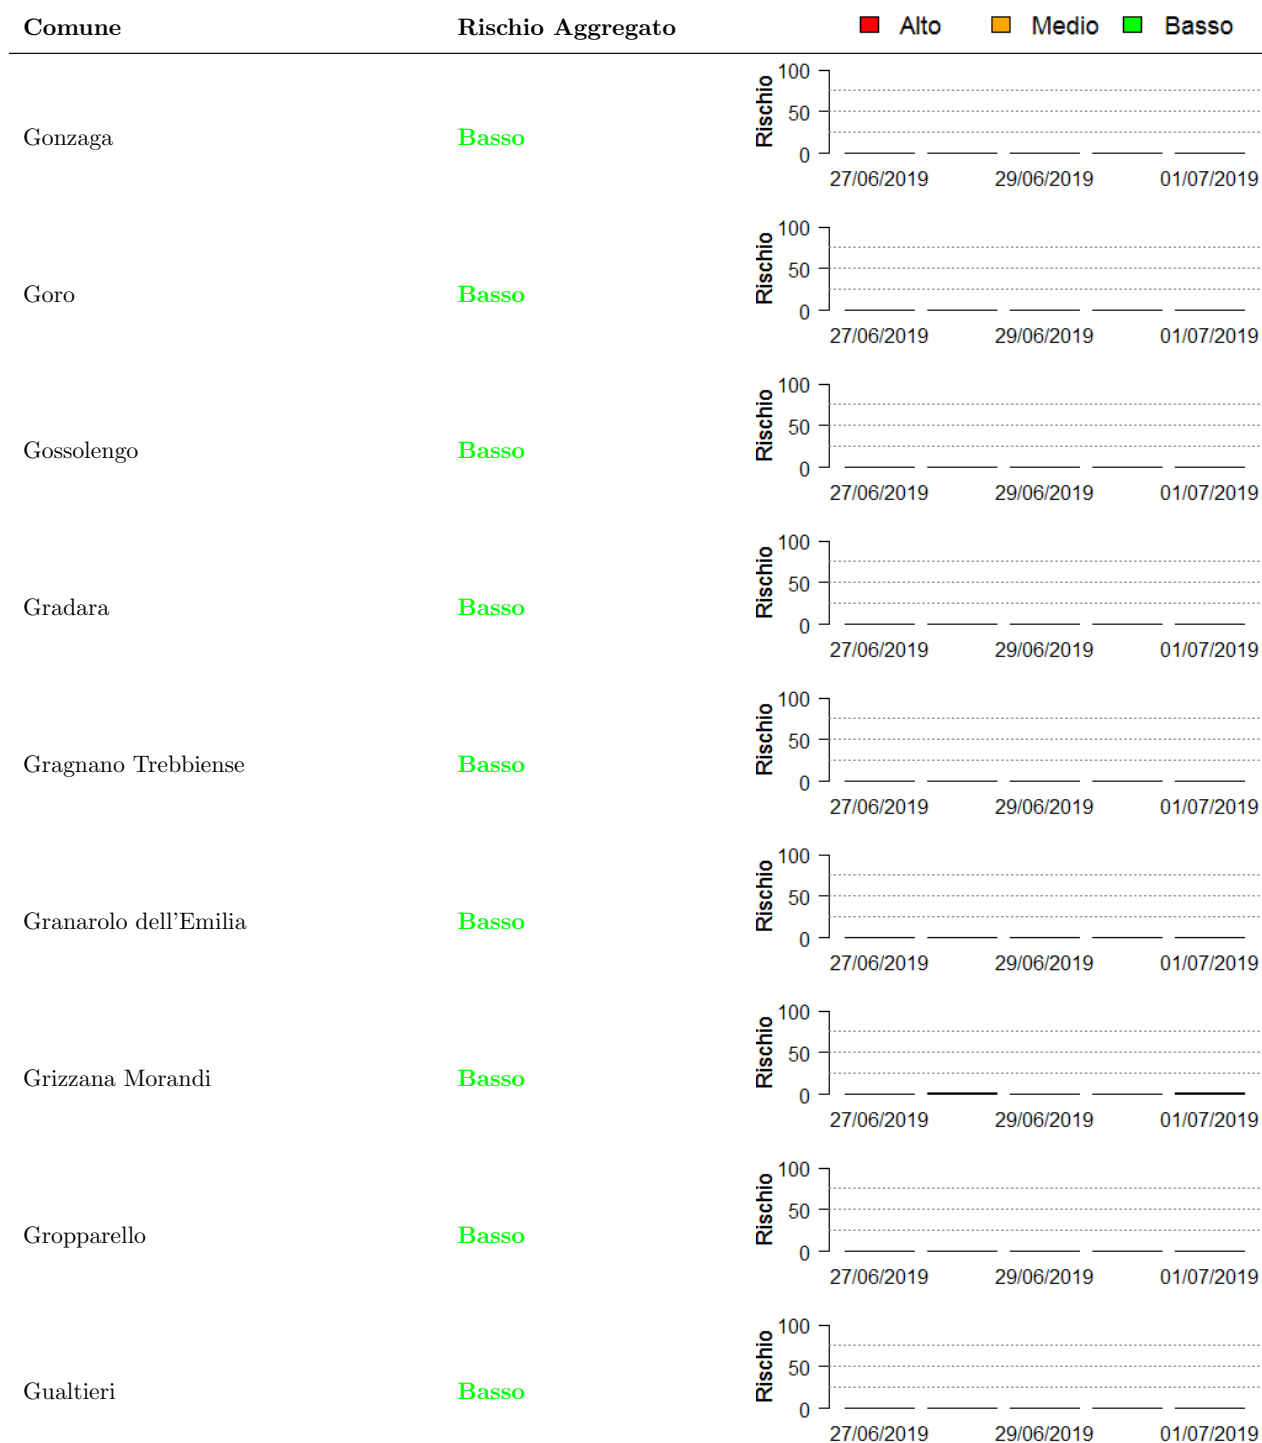 Comune Rischio Aggregato Alto Medio Basso
Gonzaga Basso
Rischio
100
50
0
27/06/2019 29/06/2019 01/07/2019
Goro Basso
Rischio
100
50
0
27/06/2019 29/06/2019 01/07/2019
Gossolengo Basso
Rischio
100
50
0
27/06/2019 29/06/2019 01/07/2019
Gradara Basso
Rischio
100
50
0
27/06/2019 29/06/2019 01/07/2019
Gragnano Trebbiense Basso
Rischio
100
50
0
27/06/2019 29/06/2019 01/07/2019
Granarolo dell'Emilia Basso
Rischio
100
50
0
27/06/2019 29/06/2019 01/07/2019
Grizzana Morandi Basso
Rischio
100
50
0
27/06/2019 29/06/2019 01/07/2019
Gropparello Basso
Rischio
100
50
0
27/06/2019 29/06/2019 01/07/2019
Gualtieri Basso
Rischio
100
50
0
27/06/2019 29/06/2019 01/07/2019